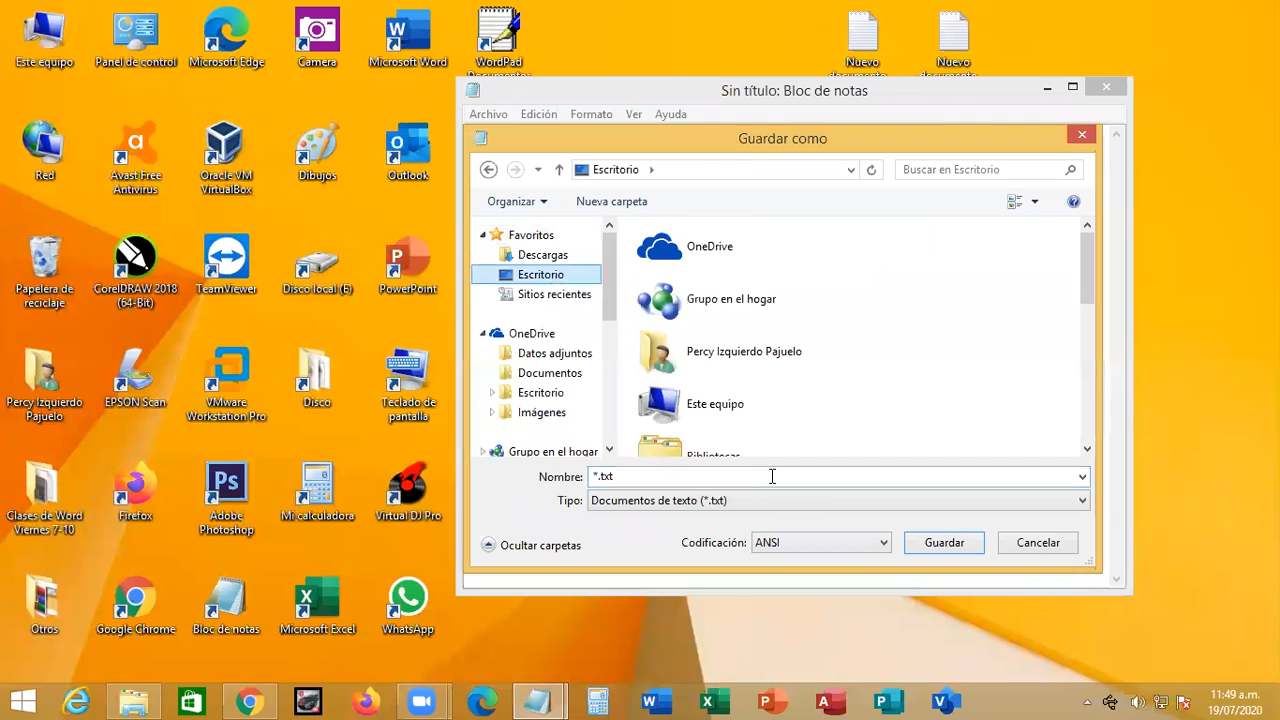 Este equipo
Panel de control
Microsoft Edge
Camera
Microsoft Word
WordPad
Nuevo
Nuevo
Red
Avast Free
Antivirus
Oracle VM
VirtualBox
Dibujos
Outlook
Papelera de
reciclaje
CorelDRAW 2018
(64-Bit)
TeamViewer
Disco local (E)
PowerPoint
Percy Izquierdo
Pajuelo
EPSON Scan
VMware
Workstation Pro
Disco
Teclado de
pantalla
Clases de Word
Viernes 7-10
Firefox
Adobe
Photoshop
Mi calculadora
Virtual DJ Pro
Otros
Google Chrome
Bloc de notas
Microsoft Excel
WhatsApp
Sin título: Bloc de notas
Archivo Edición Formato Ver Ayuda
Guardar como
Escritorio
Buscar en Escritorio
Organizar Nueva carpeta
Favoritos
Descargas
Escritorio
Sitios recientes
OneDrive
Datos adjuntos
Documentos
Escritorio
Imágenes
Grupo en el hogar
OneDrive
Grupo en el hogar
Percy Izquierdo Pajuelo
Este equipo
Bibliotecas
Nombre: *.txt
Tipo: Documentos de texto (*.txt)
Ocultar carpetas
Codificación: ANSI
Guardar
Cancelar
11:49 a.m.
19/07/2020